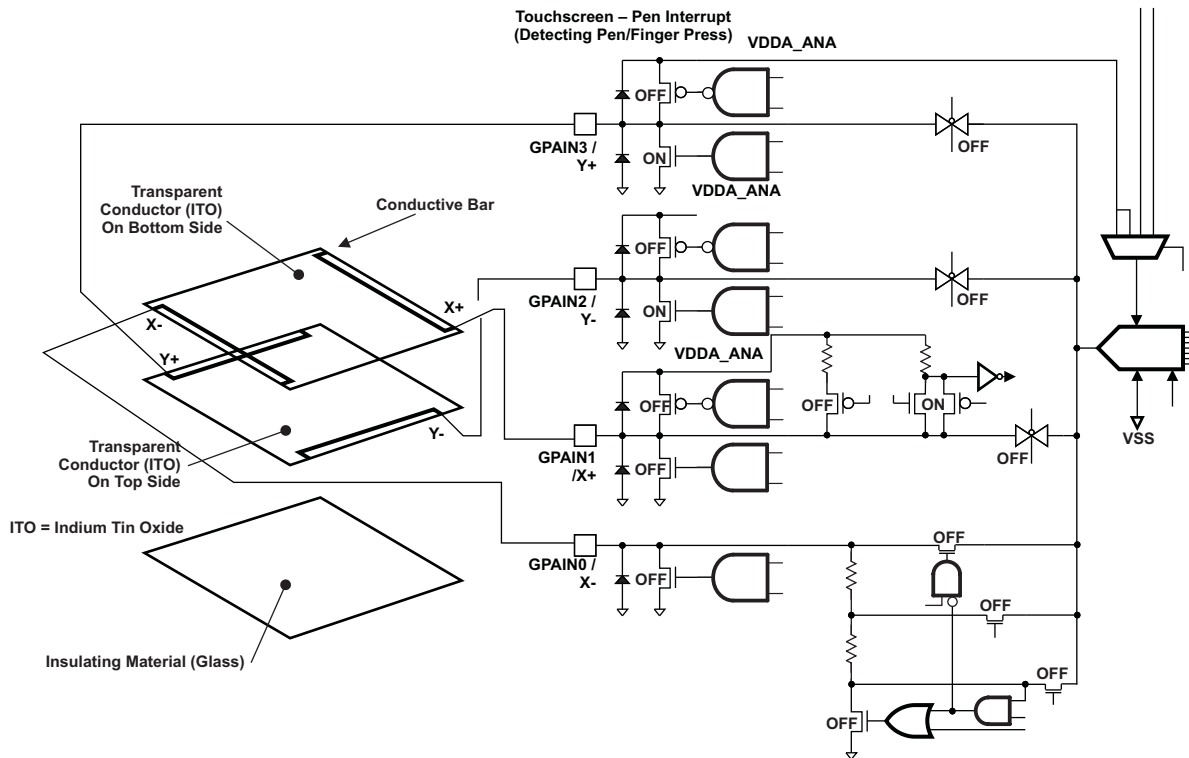 Touchscreen – Pen Interrupt
(Detecting Pen/Finger Press)
VDDA_ANA
OFF
GPAIN3 /
Y+
ON
OFF
VDDA_ANA
Transparent
Conductor (ITO)
On Bottom Side
Conductive Bar
OFF
GPAIN2 /
Y-
ON
OFF
X+
X-
Y+
Y-
VDDA_ANA
OFF
OFF
ON
GPAIN1
/X+
OFF
OFF
VSS
Transparent
Conductor (ITO)
On Top Side
ITO = Indium Tin Oxide
GPAIN0 /
X-
OFF
OFF
OFF
OFF
OFF
Insulating Material (Glass)